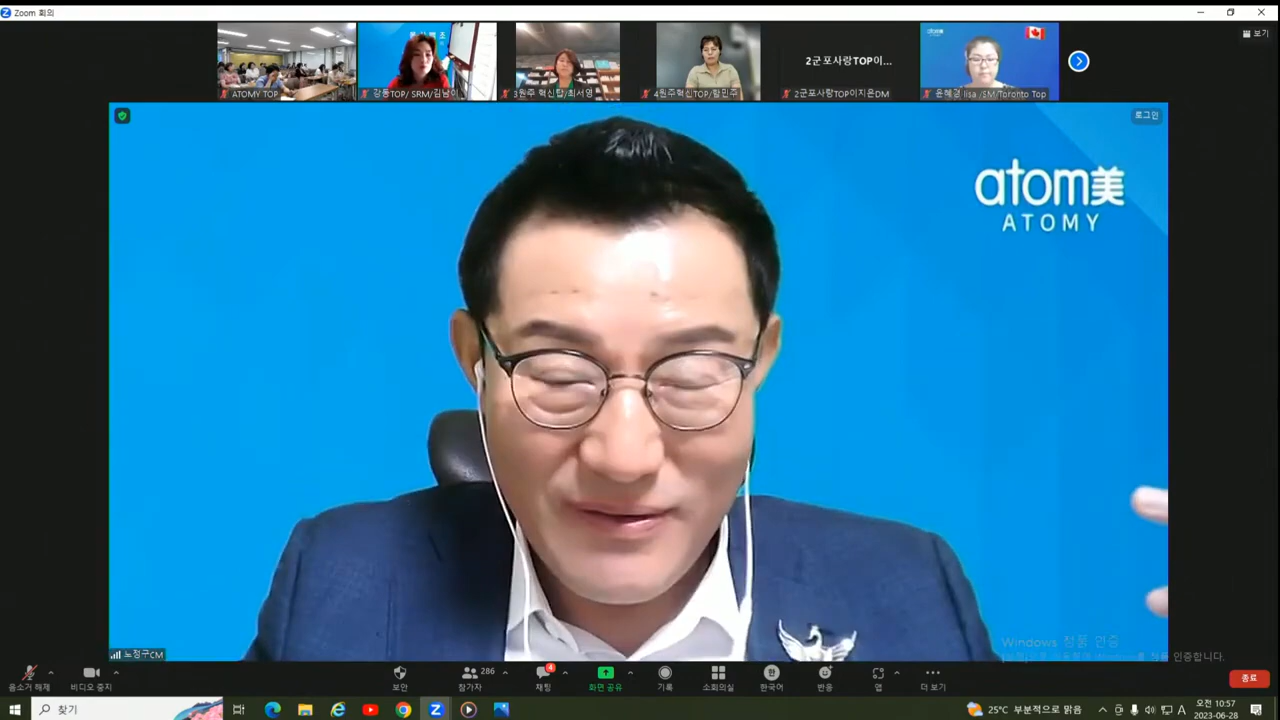 Zoom 회의
보기
ATOMY TOP
강동TOP/ SRM/김남이
3원주 혁신탑/최서영
4원주혁신TOP/함민주
2군포사랑TOP이...
2군포사랑TOP이지은DM
윤혜경 lisa /SM/Toronto Top
로그인
atom美
ATOMY
노정구CM
Windows 정품 인증
음소거 해제
비디오 중지
보안
286
참가자
4
채팅
화면 공유
기록
소회의실
한국어
반응
앱
더 보기
종료
찾기
25°C 부분적으로 맑음
A
오전 10:57
2023-06-28